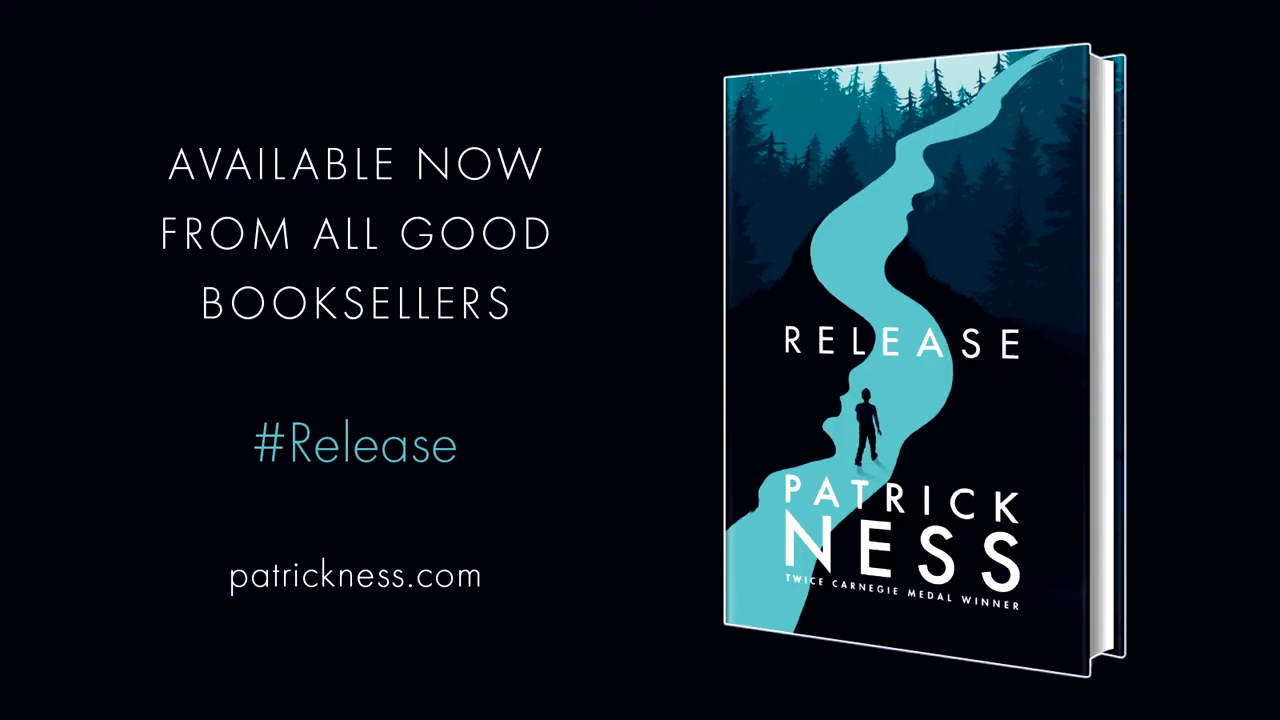 AVAILABLE NOW
FROM ALL GOOD
BOOKSELLERS
#Release
patrickness.com
RELEASE
PATRICK
NESS
TWICE CARNEGIE MEDAL WINNER